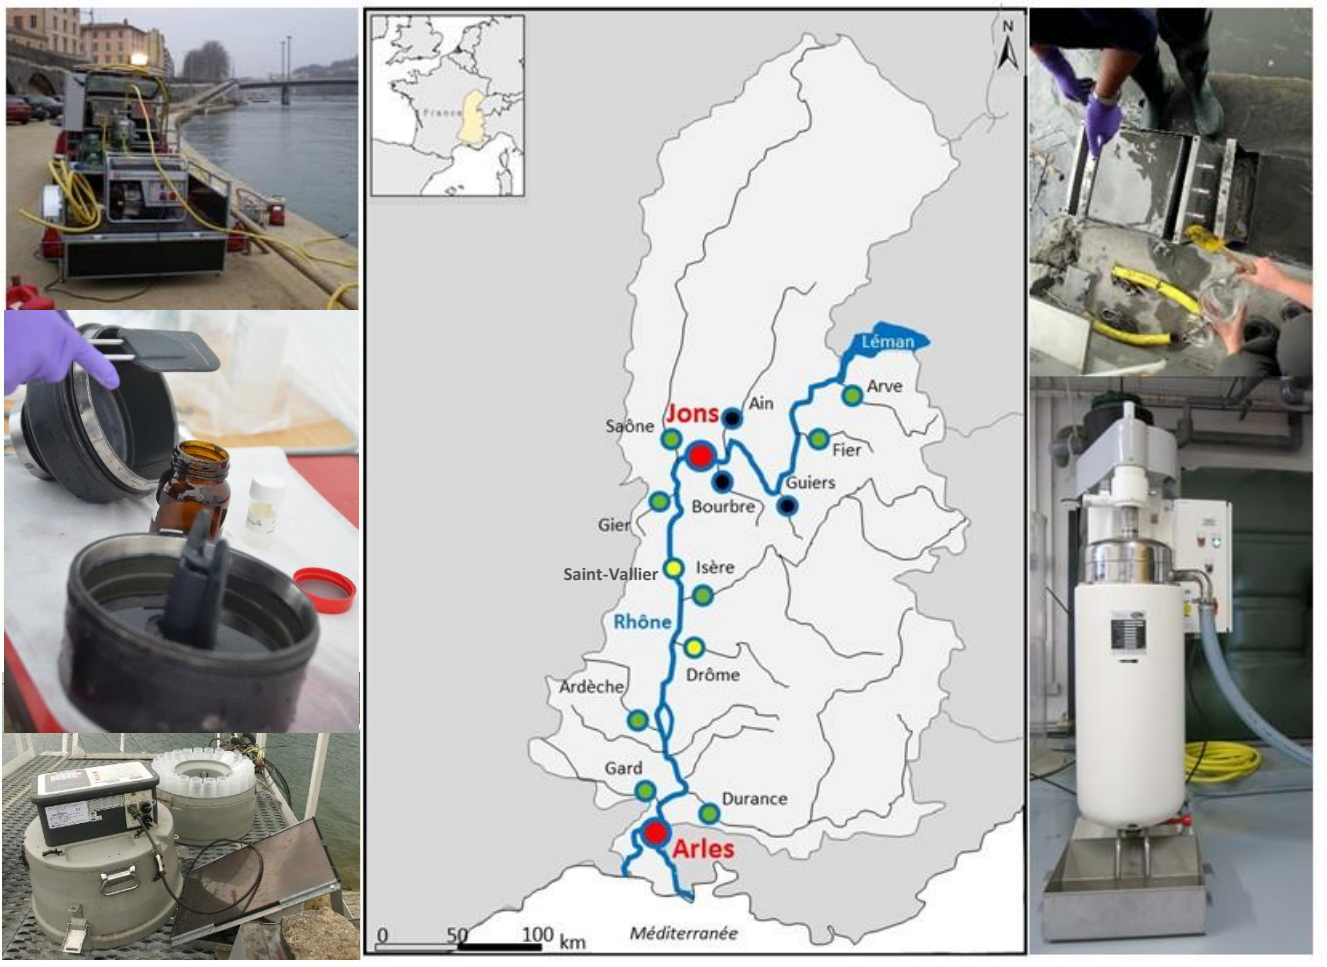 N
France
Léman
Arve
Jons
Ain
Saône
Fier
Guiers
Bourbre
Gier
Saint-Vallier
Isère
Rhône
Drôme
Ardèche
Gard
Durance
Arles
Méditerranée
0 50 100 km